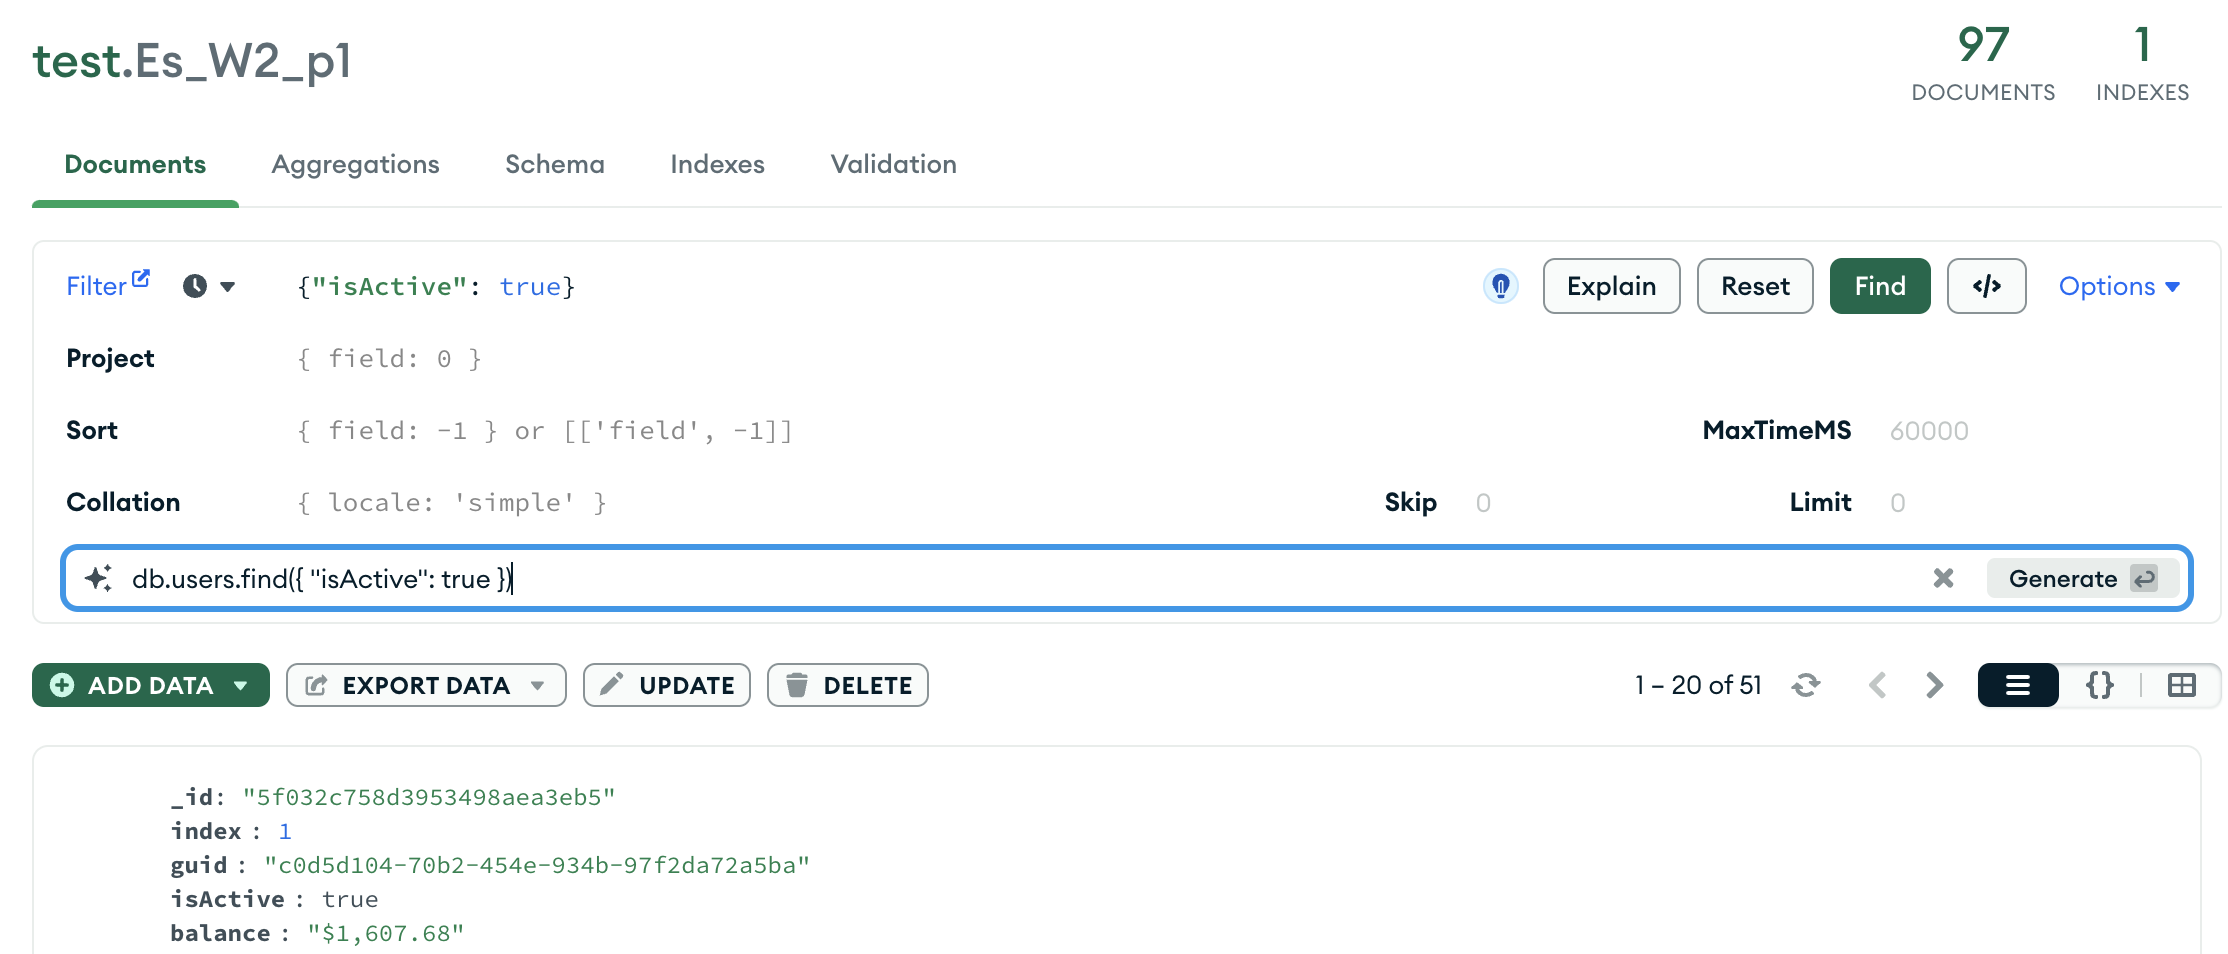 test.Es_W2_p1
97 1
DOCUMENTS INDEXES
Documents Aggregations Schema Indexes Validation
Filter {"isActive": true} Explain Reset Find </> Options
Project { field: 0 }
Sort { field: -1 } or [['field', -1]] MaxTimeMS 60000
Collation { locale: 'simple' } Skip 0 Limit 0
db.users.find({ "isActive": true }) Generate
ADD DATA EXPORT DATA UPDATE DELETE 1 – 20 of 51 {}
_id: "5f032c758d3953498aea3eb5"
index : 1
guid : "c0d5d104-70b2-454e-934b-97f2da72a5ba"
isActive : true
balance : "$1,607.68"